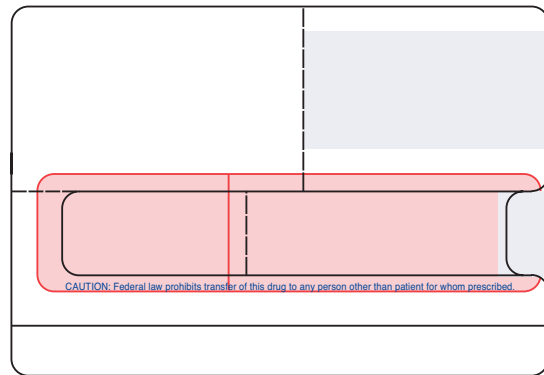 CAUTION: Federal law prohibits transfer of this drug to any person other than patient for whom prescribed.